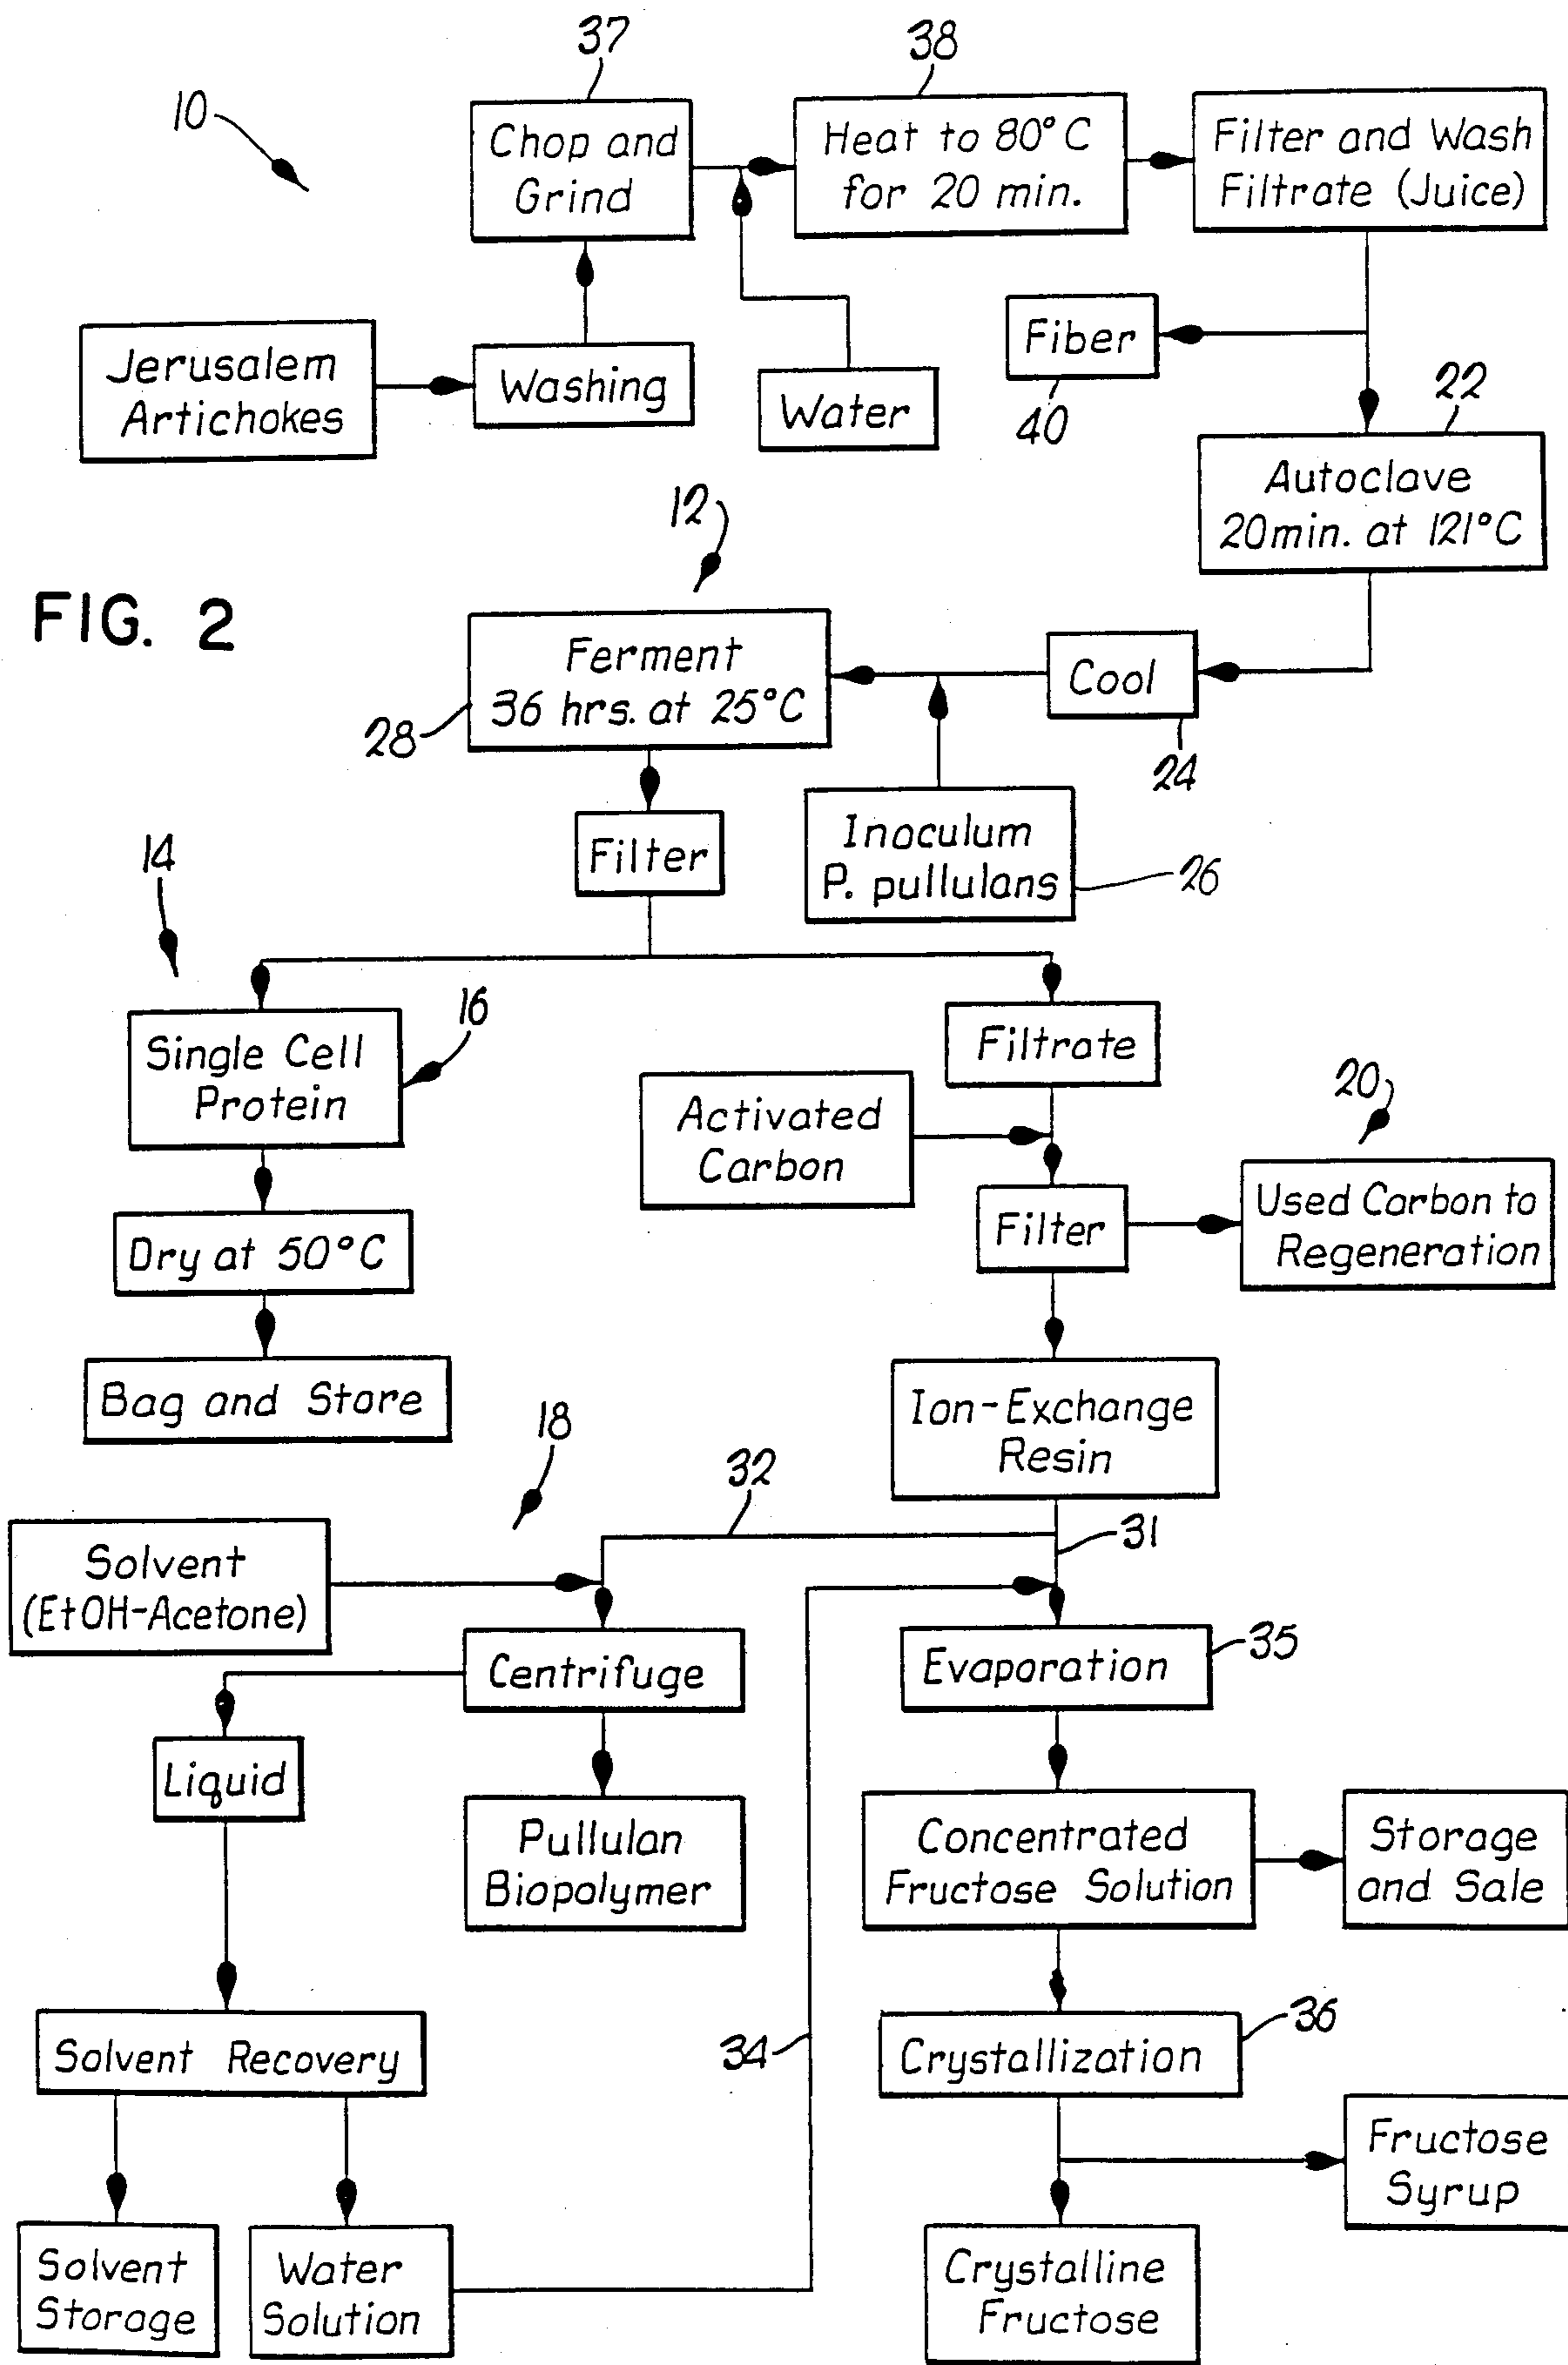 37
38
10
Chop and
Grind
Heat to 80°C
for 20 min.
Filter and Wash
Filtrate (Juice)
Jerusalem
Artichokes
Washing
Water
Fiber
40
22
Autoclave
20min. at 121°C
12
FIG. 2
Ferment
36 hrs. at 25°C
28
Cool
24
Filter
Inoculum
P. pullulans
26
14
16
Single Cell
Protein
Filtrate
Activated
Carbon
20
Filter
Used Carbon to
Regeneration
Dry at 50°C
Bag and Store
Ion-Exchange
Resin
18
32
31
Solvent
(EtOH-Acetone)
Centrifuge
Evaporation
35
Liquid
Pullulan
Biopolymer
Concentrated
Fructose Solution
Storage
and Sale
Solvent Recovery
34
Crystallization
36
Fructose
Syrup
Solvent
Storage
Water
Solution
Crystalline
Fructose